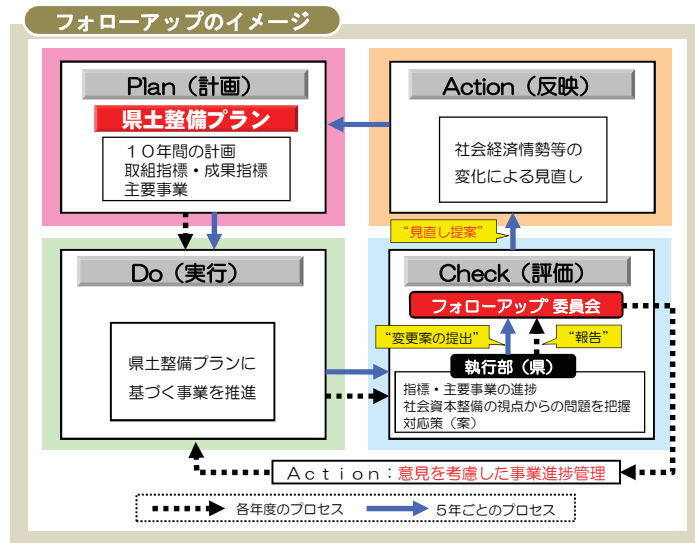 フォローアップのイメージ
Plan（計画）
県土整備プラン
１０年間の計画
取組指標・成果指標
主要事業
Action（反映）
社会経済情勢等の
変化による見直し
“見直し提案”
Do（実行）
県土整備プランに
基づく事業を推進
Check（評価）
フォローアップ委員会
“変更案の提出”
“報告”
執行部（県）
指標・主要事業の進捗
社会資本整備の視点からの問題を把握
対応策（案）
Ａｃｔｉｏｎ：意見を考慮した事業進捗管理
各年度のプロセス
５年ごとのプロセス